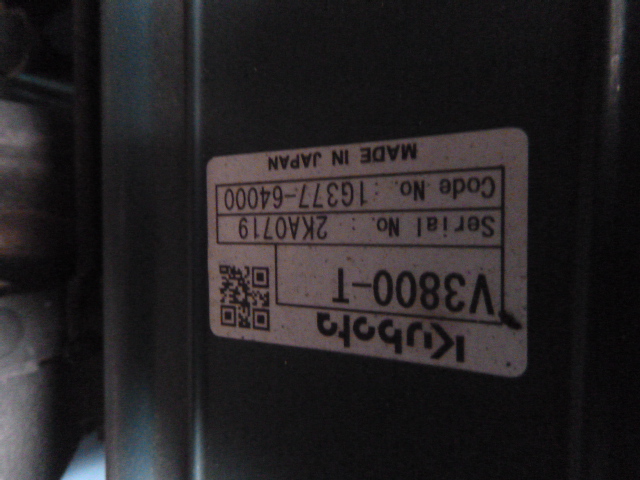 Kubota
V3800-T
Serial No. : 2KA0719
Code No. : 1G377-64000
MADE IN JAPAN